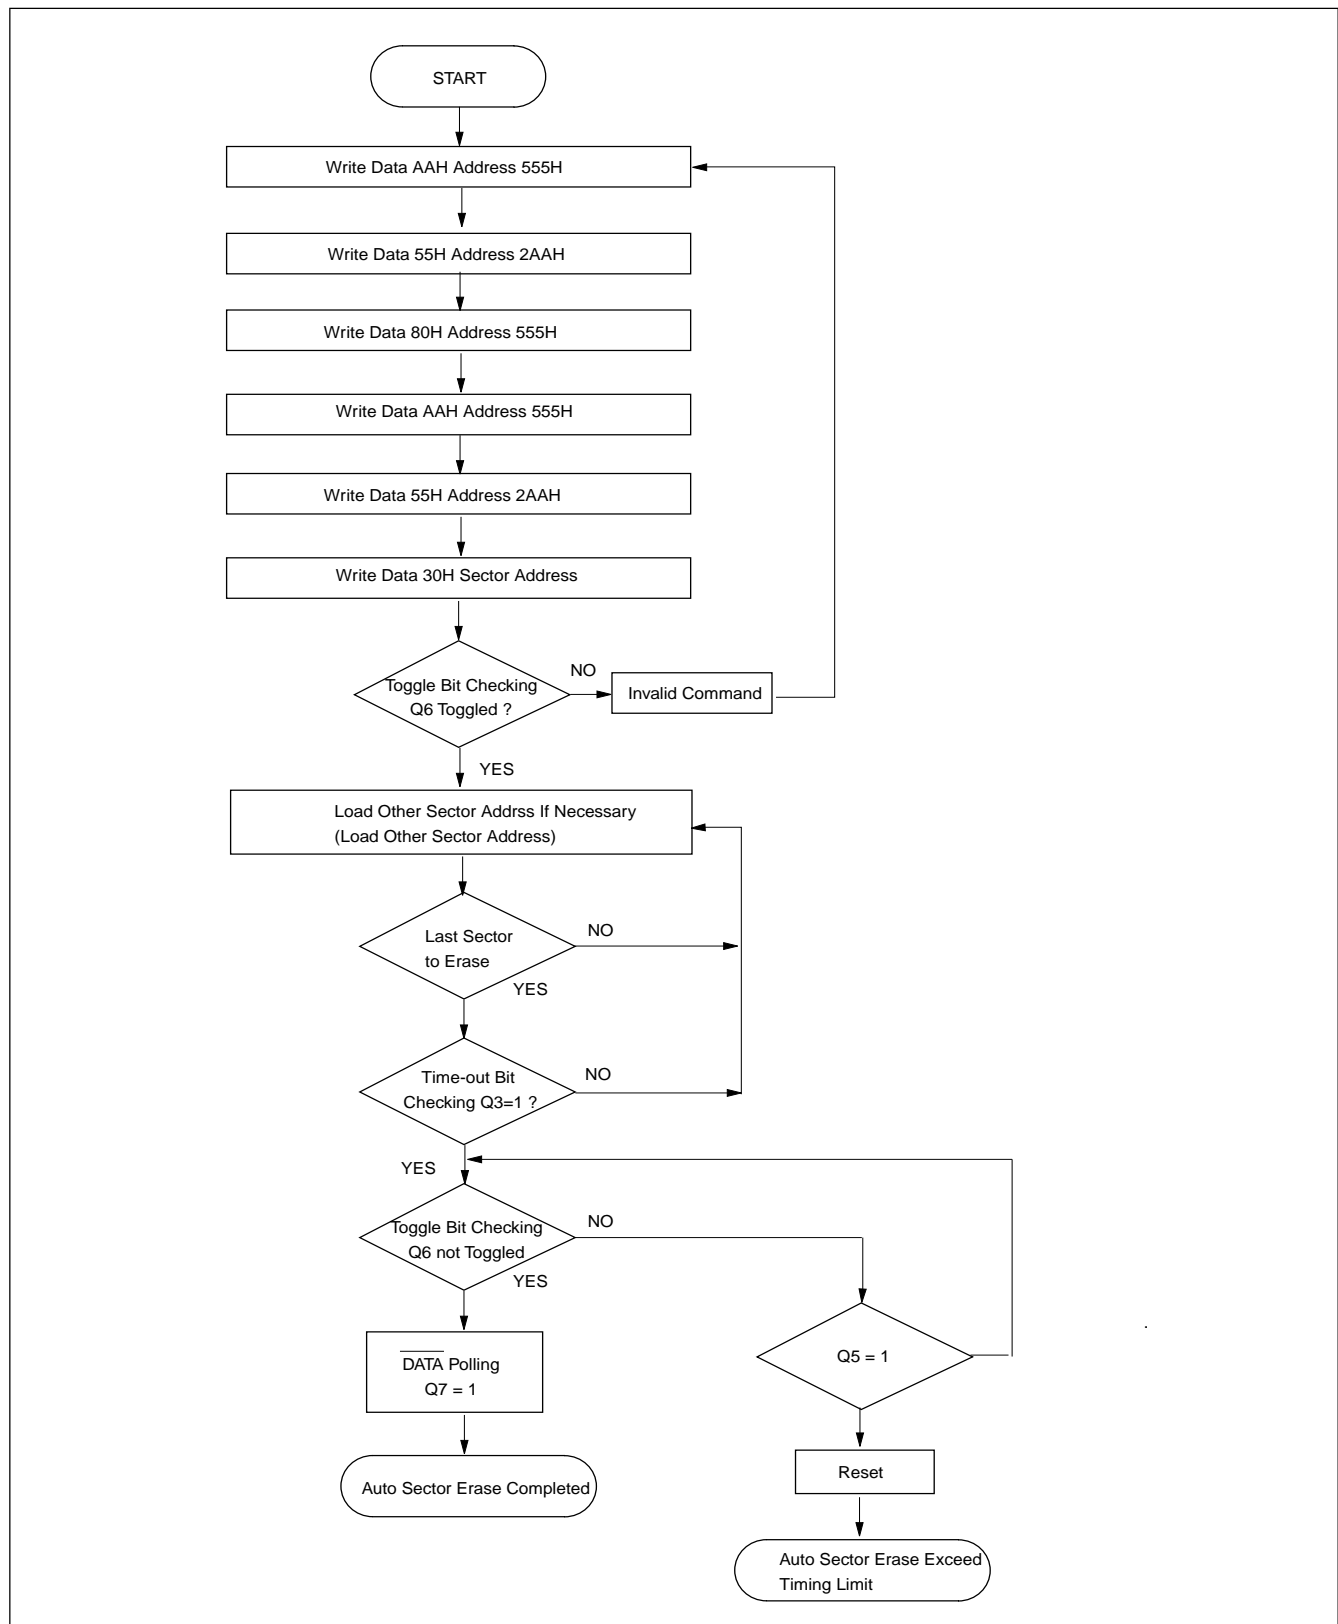 START
Write Data AAH Address 555H
Write Data 55H Address 2AAH
Write Data 80H Address 555H
Write Data AAH Address 555H
Write Data 55H Address 2AAH
Write Data 30H Sector Address
Toggle Bit Checking
Q6 Toggled ?
NO
Invalid Command
YES
Load Other Sector Addrss If Necessary
(Load Other Sector Address)
Last Sector
to Erase
NO
YES
Time-out Bit
Checking Q3=1 ?
NO
YES
Toggle Bit Checking
Q6 not Toggled
NO
YES
Q5 = 1
DATA Polling
Q7 = 1
Reset
Auto Sector Erase Completed
Auto Sector Erase Exceed
Timing Limit